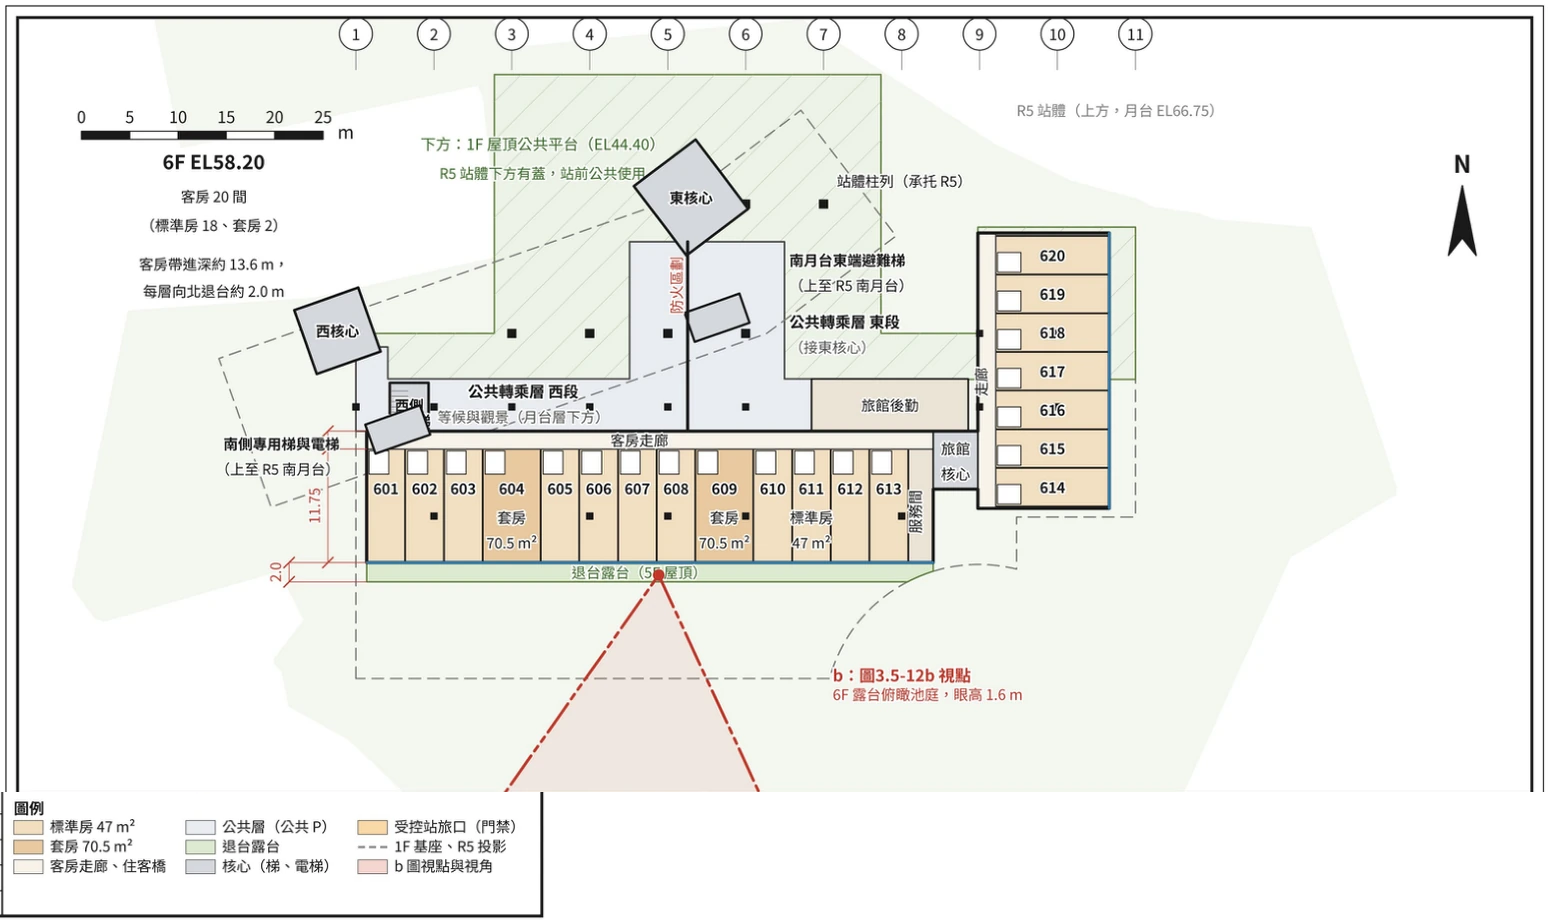 1 2 3 4 5 6 7 8 9 10 11
0 5 10 15 20 25 m
6F EL58.20
客房 20 間
（標準房 18、套房 2）
客房帶進深約 13.6 m，
每層向北退台約 2.0 m
下方：1F 屋頂公共平台（EL44.40）
R5 站體下方有蓋，站前公共使用
R5 站體（上方，月台 EL66.75）
N
站體柱列（承托 R5）
東核心
西核心
防火區劃
南月台東端避難梯
（上至 R5 南月台）
公共轉乘層 東段
（接東核心）
公共轉乘層 西段
等候與觀景（月台層下方）
西側
梯
旅館後勤
走廊
620
619
618
617
616
615
614
南側專用梯與電梯
（上至 R5 南月台）
客房走廊
旅館
核心
601 602 603 604 605 606 607 608 609 610 611 612 613
套房
70.5 m²
套房
70.5 m²
標準房
47 m²
服務間
11.75
2.0
退台露台（5F 屋頂）
b：圖3.5-12b 視點
6F 露台俯瞰池庭，眼高 1.6 m
圖例
標準房 47 m²
公共層（公共 P）
受控站旅口（門禁）
套房 70.5 m²
退台露台
1F 基座、R5 投影
客房走廊、住客橋
核心（梯、電梯）
b 圖視點與視角